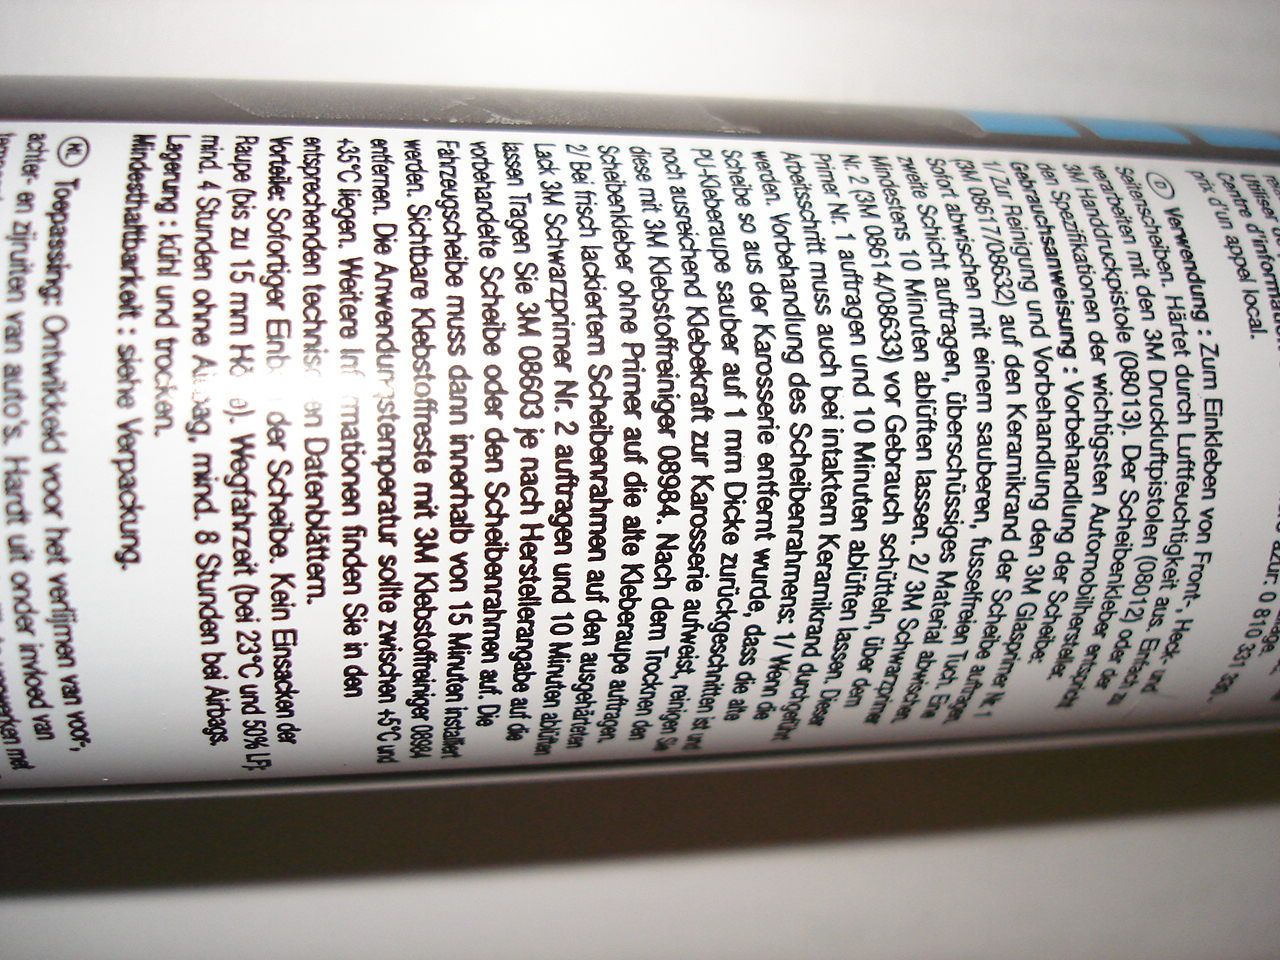 Utiliser
Centre d'informat
prix d'un appel local.
azur: 0 810 331 39
D Verwendung : Zum Einkleben von Front-, Heck- und
Seitenscheiben. Härtet durch Luftfeuchtigkeit aus. Einfach zu
verarbeiten mit den 3M Druckluftpistolen (08012) oder der
3M Handdruckpistole (08013). Der Scheibenkleber entspricht
den Spezifikationen der wichtigsten Automobilhersteller.
Gebrauchsanweisung : Vorbehandlung der Scheibe:
1/ Zur Reinigung und Vorbehandlung den 3M Glasprimer Nr. 1
(3M 08617/08632) auf den Keramikrand der Scheibe auftragen,
Sofort abwischen mit einem sauberen, fusselfreien Tuch. Eine
zweite Schicht auftragen, überschüssiges Material abwischen.
Mindestens 10 Minuten ablüften lassen. 2/ 3M Schwarzprimer
Nr. 2 (3M 08614/08633) vor Gebrauch schütteln, über dem
Primer Nr. 1 auftragen und 10 Minuten ablüften lassen. Dieser
Arbeitsschritt muss auch bei intaktem Keramikrand durchgeführt
werden. Vorbehandlung des Scheibenrahmens: 1/ Wenn die
Scheibe so aus der Karosserie entfernt wurde, dass die alte
PU-Kleberaupe sauber auf 1 mm Dicke zurückgeschnitten ist und
noch ausreichend Klebekraft zur Karosserie aufweist, reinigen Sie
diese mit 3M Klebstoffreiniger 08984. Nach dem Trocknen den
Scheibenkleber ohne Primer auf die alte Kleberaupe auftragen.
2/ Bei frisch lackiertem Scheibenrahmen auf den ausgehärteten
Lack 3M Schwarzprimer Nr. 2 auftragen und 10 Minuten ablüften
lassen Tragen Sie 3M 08603 je nach Herstellerangabe auf die
vorbehandelte Scheibe oder den Scheibenrahmen auf. Die
Fahrzeugscheibe muss dann innerhalb von 15 Minuten installiert
werden. Sichtbare Klebstoffreste mit 3M Klebstoffreiniger 08984
entfernen. Die Anwendungstemperatur sollte zwischen +5°C und
+35°C liegen. Weitere Informationen finden Sie in den
entsprechenden technischen Datenblättern.
Vorteile: Sofortiger Einb der Scheibe. Kein Einsacken der
Raupe (bis zu 15 mm Höhe). Wegfahrzeit (bei 23°C und 50% LF):
mind. 4 Stunden ohne Airbag, mind. 8 Stunden bei Airbags.
Lagerung : kühl und trocken.
Mindesthaltbarkeit : siehe Verpackung.
NL Toepassing: Ontwikkeld voor het verlijmen van voor-,
achter- en zijruiten van auto's. Hardt uit onder invloed van